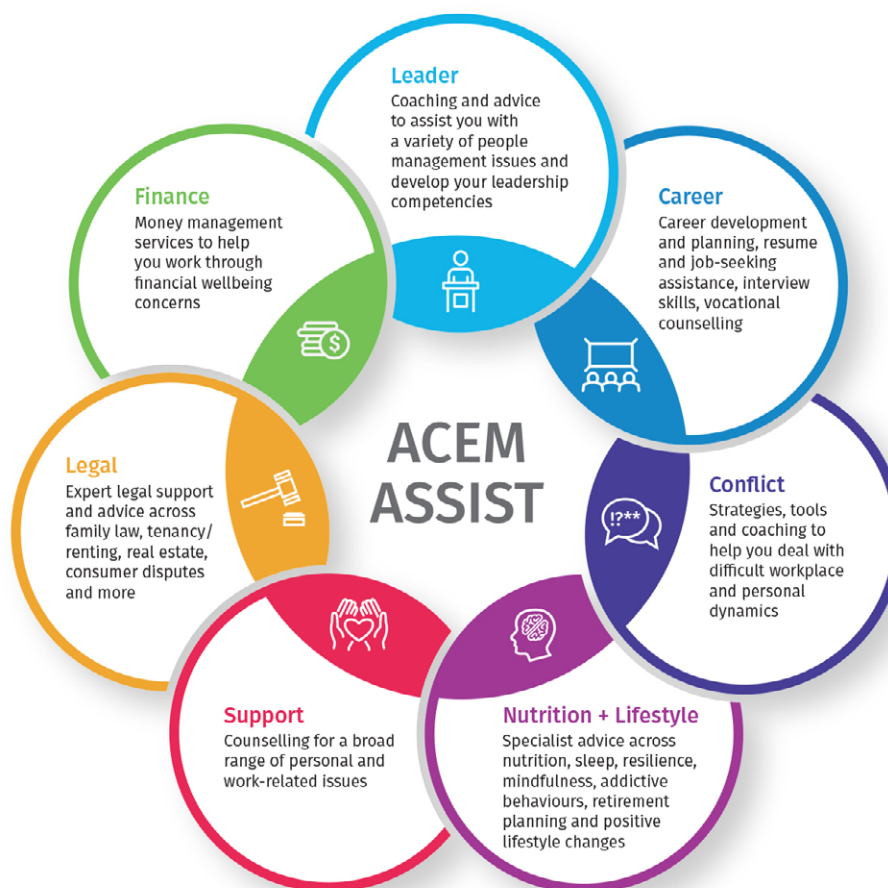 Leader
Coaching and advice
to assist you with
a variety of people
management issues and
develop your leadership
competencies
Career
Career development
and planning, resume
and job-seeking
assistance, interview
skills, vocational
counselling
Conflict
Strategies, tools
and coaching to
help you deal with
difficult workplace
and personal
dynamics
!?**
Nutrition + Lifestyle
Specialist advice across
nutrition, sleep, resilience,
mindfulness, addictive
behaviours, retirement
planning and positive
lifestyle changes
Support
Counselling for a broad
range of personal and
work-related issues
Legal
Expert legal support
and advice across
family law, tenancy/
renting, real estate,
consumer disputes
and more
Finance
Money management
services to help
you work through
financial wellbeing
concerns
$
ACEM
ASSIST